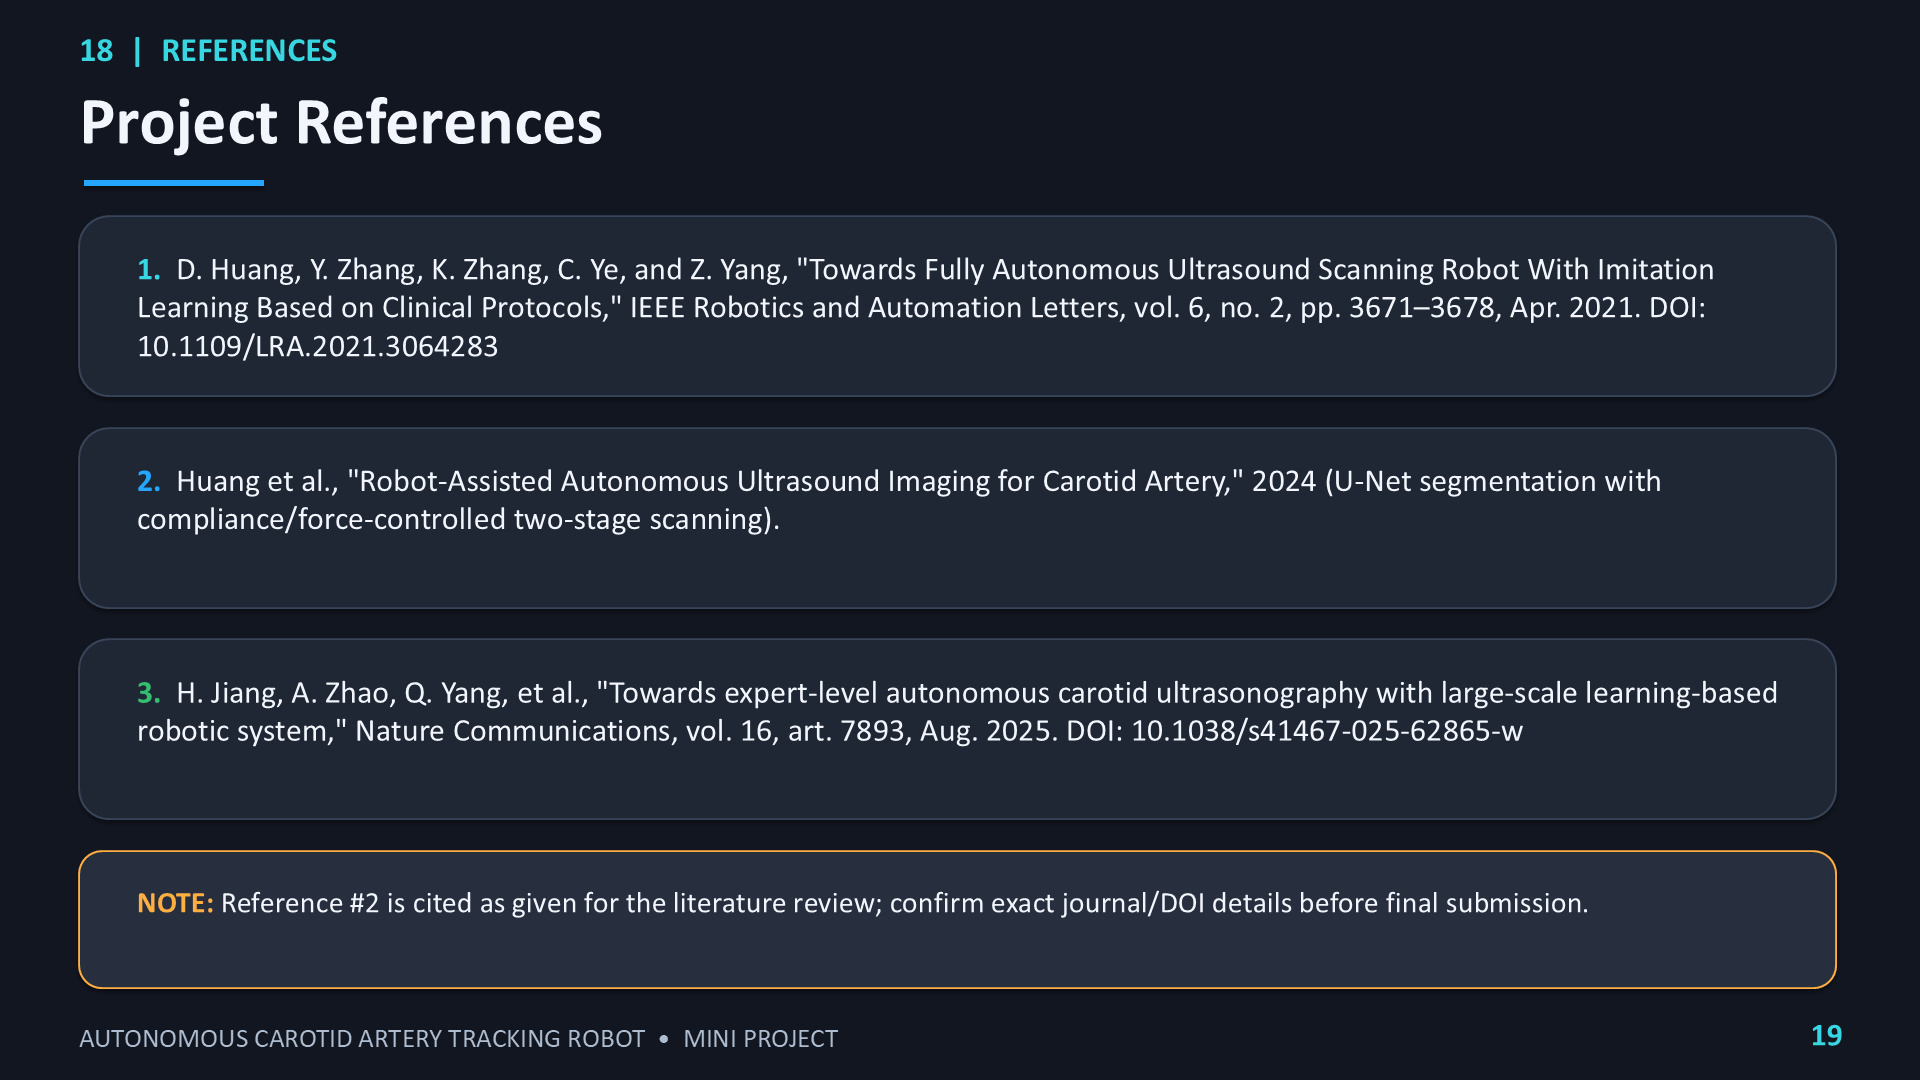 18 | REFERENCES
Project References
1. D. Huang, Y. Zhang, K. Zhang, C. Ye, and Z. Yang, "Towards Fully Autonomous Ultrasound Scanning Robot With Imitation
Learning Based on Clinical Protocols," IEEE Robotics and Automation Letters, vol. 6, no. 2, pp. 3671–3678, Apr. 2021. DOI:
10.1109/LRA.2021.3064283
2. Huang et al., "Robot-Assisted Autonomous Ultrasound Imaging for Carotid Artery," 2024 (U-Net segmentation with
compliance/force-controlled two-stage scanning).
3. H. Jiang, A. Zhao, Q. Yang, et al., "Towards expert-level autonomous carotid ultrasonography with large-scale learning-based
robotic system," Nature Communications, vol. 16, art. 7893, Aug. 2025. DOI: 10.1038/s41467-025-62865-w
NOTE: Reference #2 is cited as given for the literature review; confirm exact journal/DOI details before final submission.
AUTONOMOUS CAROTID ARTERY TRACKING ROBOT • MINI PROJECT
19